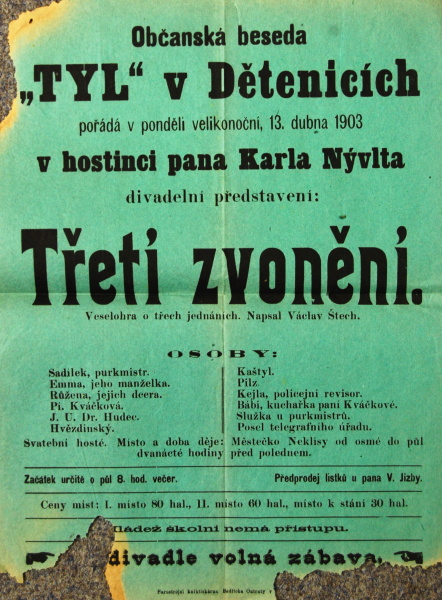 Občanská beseda
„TYL“ v Dětenicích
pořádá v pondělí velikonoční, 13. dubna 1903
v hostinci pana Karla Nývlta
divadelní představení:
Třetí zvonění.
Veselohra o třech jednáních. Napsal Václav Štech.
OSOBY:
Sadílek, purkmistr.
Emma, jeho manželka.
Růžena, jejich dcera.
Pí. Kváčková.
J. U. Dr. Hudec.
Hvězdinský.
Kaštyl.
Pilz.
Kejla, policejní revisor.
Bábi, kuchařka paní Kváčkové.
Služka u purkmistrů.
Posel telegrafního úřadu.
Svatební hosté. Místo a doba děje: Městečko Neklisy od osmé do půl
dvanácté hodiny před polednem.
Začátek určitě o půl 8. hod. večer.
Předprodej lístků u pana V. Jizby.
Ceny míst: 1. místo 80 hal., 11. místo 60 hal., místo k stání 30 hal.
Mládež školní nemá přístupu.
divadle volná zábava.
Parostroji knihtiskárna Bedřicha v